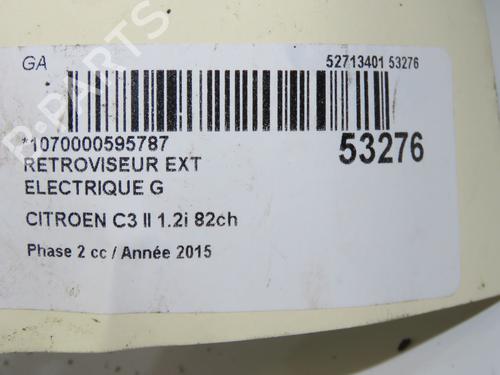 GA
52713401 53276
*1070000595787
53276
RETROVISEUR EXT
ELECTRIQUE G
CITROEN C3 II 1.2i 82ch
Phase 2 cc / Année 2015
B-PARTS